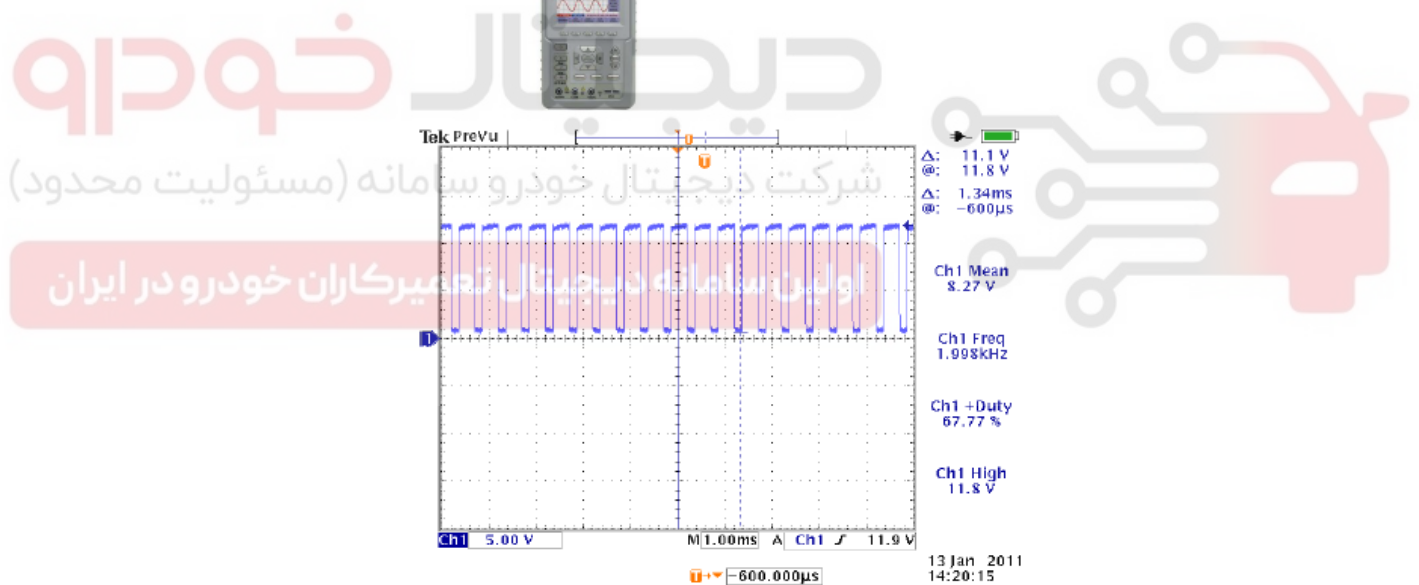 دیجیتال خودرو
Tek PreVu
شرکت دیجیتال خودرو سامانه (مسئولیت محدود)
اولین سامانه دیجیتال تعمیرکاران خودرو در ایران
Δ: 11.1 V
@: 11.8 V
Δ: 1.34ms
@: −600µs
Ch1 Mean
8.27 V
Ch1 Freq
1.998kHz
Ch1 +Duty
67.77 %
Ch1 High
11.8 V
T
T
1
Ch1 5.00 V M 1.00ms A Ch1 11.9 V
T −600.000µs
13 Jan 2011
14:20:15